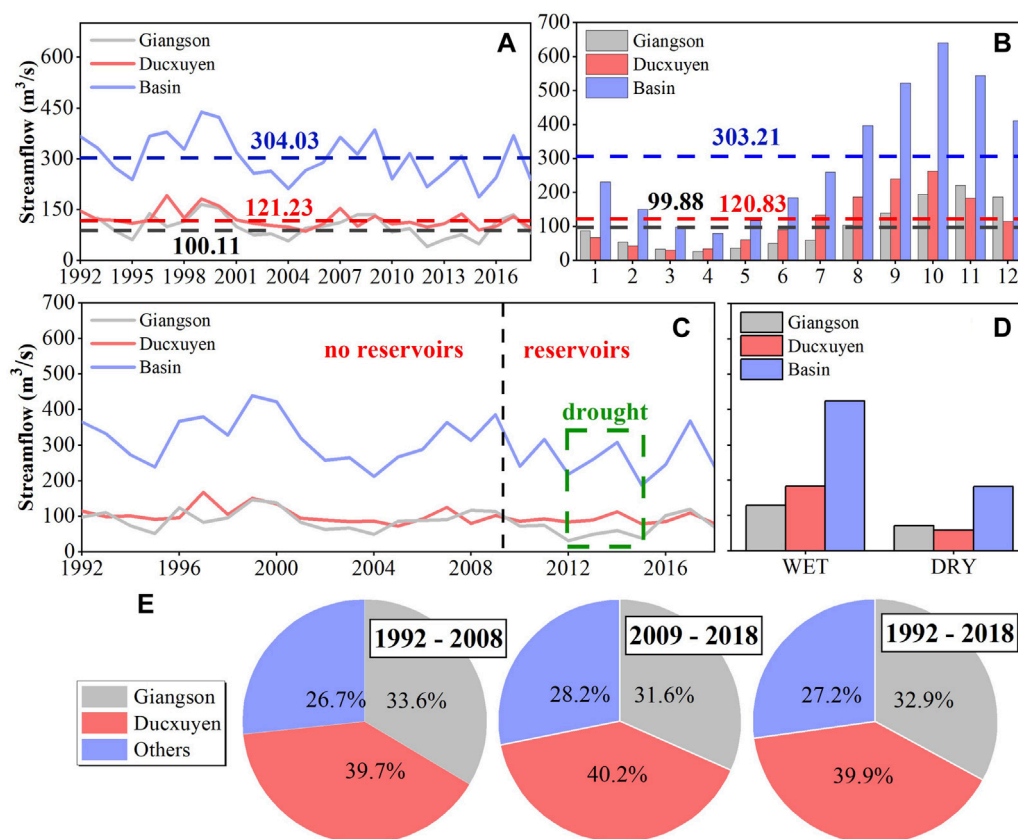 A
Streamflow (m³/s)
Giangson
Ducxuyen
Basin
600
450
300
150
0
304.03
121.23
100.11
1992 1995 1998 2001 2004 2007 2010 2013 2016
B
Giangson
Ducxuyen
Basin
700
600
500
400
300
200
100
0
303.21
99.88 120.83
1 2 3 4 5 6 7 8 9 10 11 12
C
Streamflow (m³/s)
700
600
500
400
300
200
100
0
Giangson
Ducxuyen
Basin
no reservoirs reservoirs
drought
1992 1996 2000 2004 2008 2012 2016
D
Giangson
Ducxuyen
Basin
WET DRY
E
Giangson
Ducxuyen
Others
1992 - 2008
26.7% 33.6%
39.7%
2009 - 2018
28.2% 31.6%
40.2%
1992 - 2018
27.2% 32.9%
39.9%